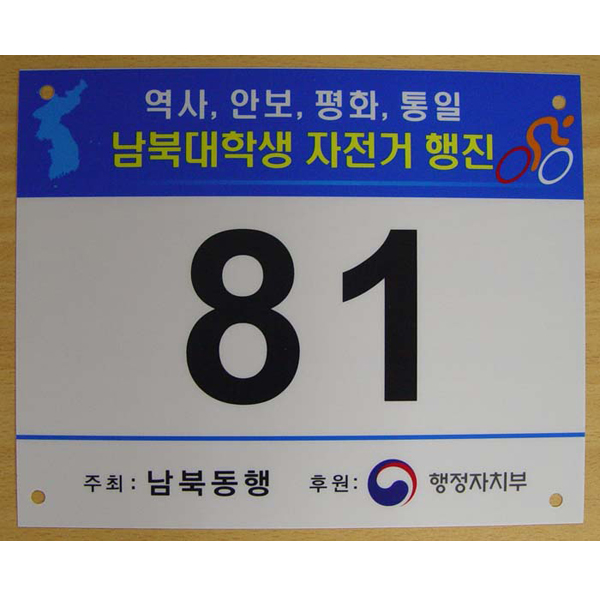 역사, 안보, 평화, 통일
남북대학생 자전거 행진
81
주최 : 남북동행 후원: 행정자치부